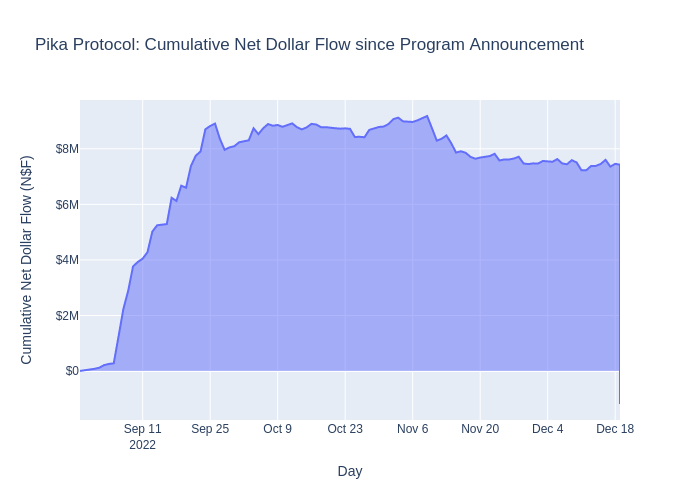 Pika Protocol: Cumulative Net Dollar Flow since Program Announcement
Cumulative Net Dollar Flow (N$F)
$8M
$6M
$4M
$2M
$0
Sep 11
2022
Sep 25
Oct 9
Oct 23
Nov 6
Nov 20
Dec 4
Dec 18
Day